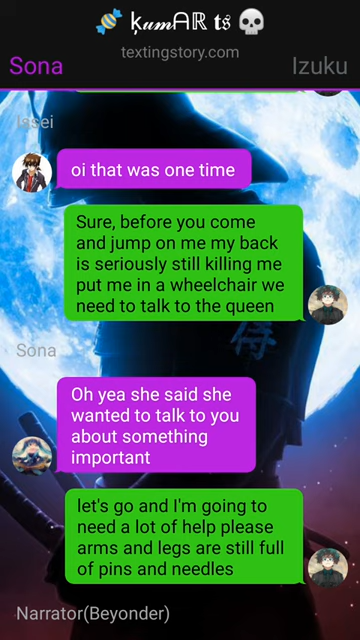 🍬 ķ𝓾𝓶ᗩℝ 𝐭ꜱ 💀
textingstory.com
Sona Izuku
Issei
oi that was one time
Sure, before you come
and jump on me my back
is seriously still killing me
put me in a wheelchair we
need to talk to the queen
Sona
Oh yea she said she
wanted to talk to you
about something
important
let's go and I'm going to
need a lot of help please
arms and legs are still full
of pins and needles
Narrator(Beyonder)